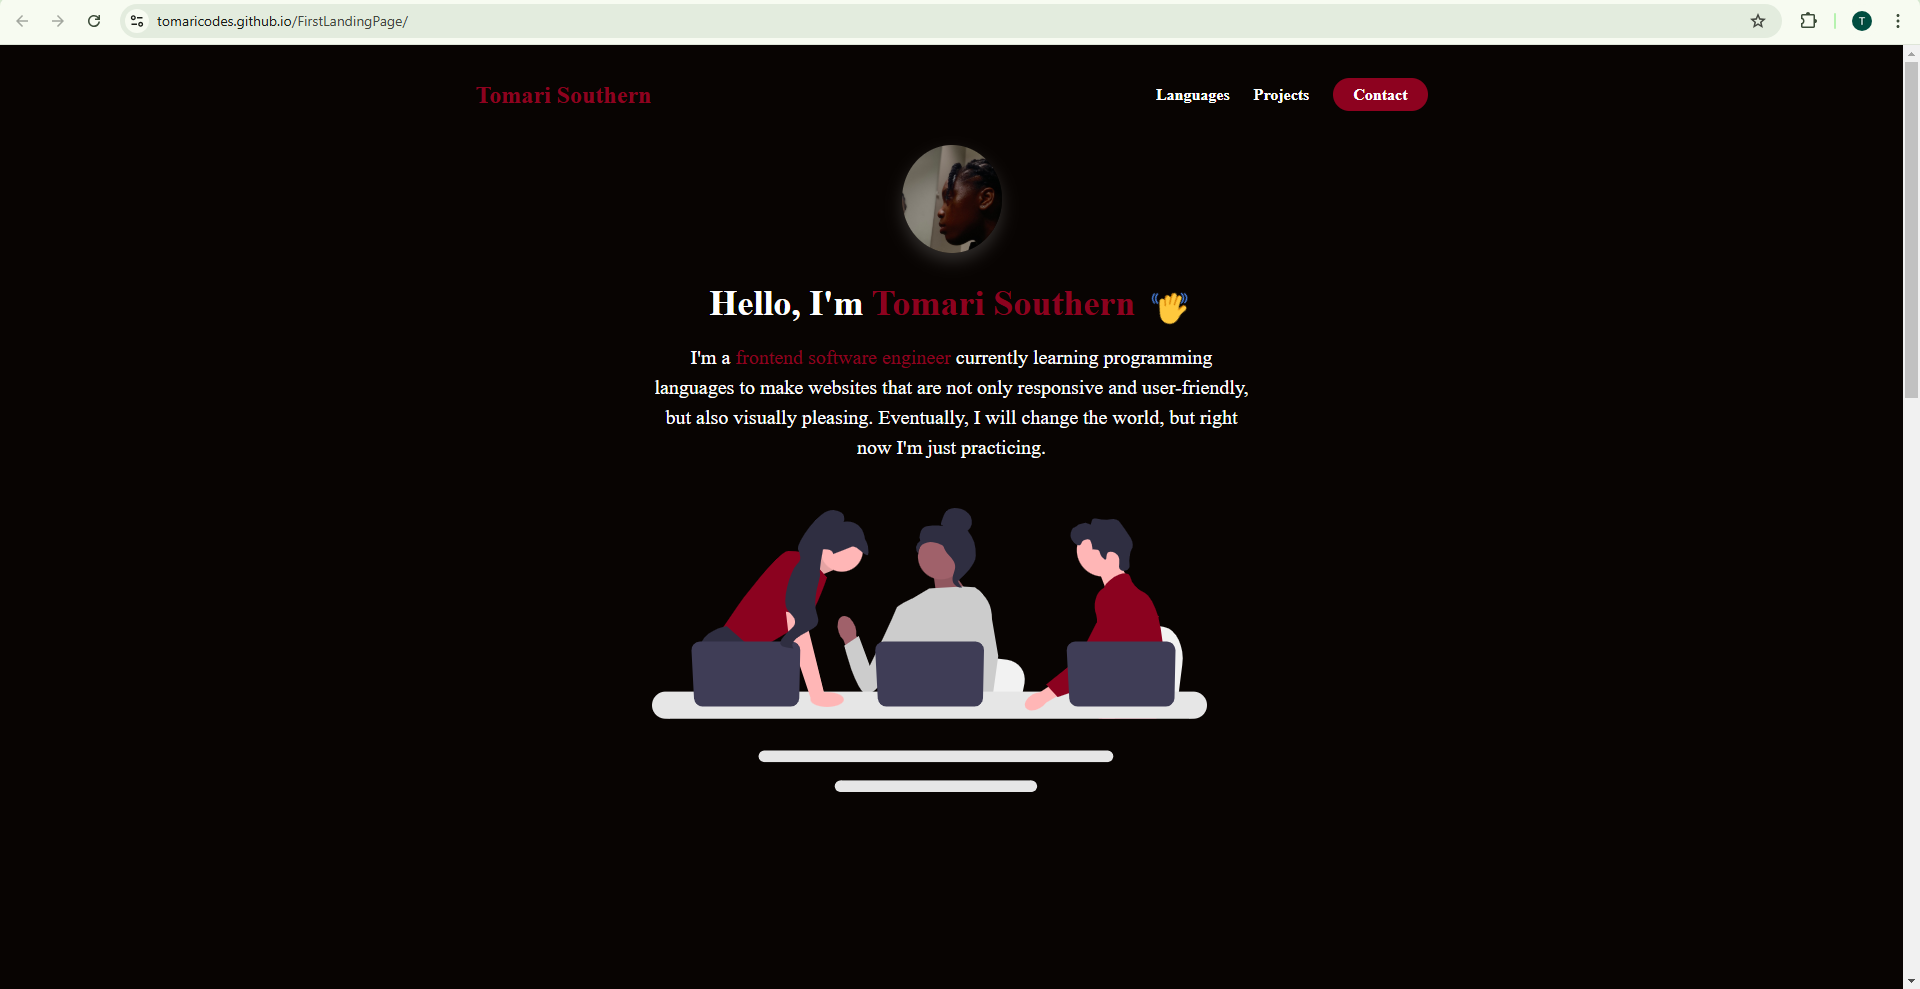 tomaricodes.github.io/FirstLandingPage/
T
Tomari Southern
Languages Projects Contact
Hello, I'm Tomari Southern 👋
I'm a frontend software engineer currently learning programming
languages to make websites that are not only responsive and user-friendly,
but also visually pleasing. Eventually, I will change the world, but right
now I'm just practicing.